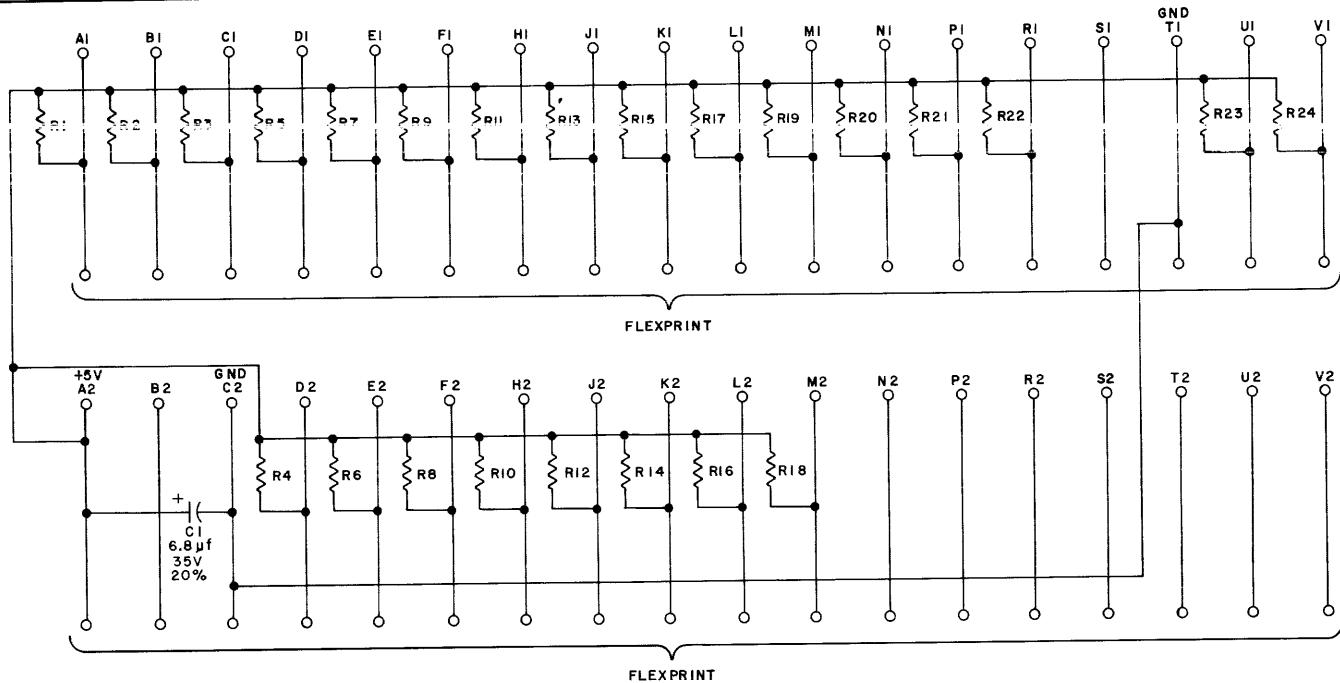 GND
A1 B1 C1 D1 E1 F1 H1 J1 K1 L1 M1 N1 P1 R1 S1 T1 U1 V1
R1 R2 R3 R5 R7 R9 R11 R13 R15 R17 R19 R20 R21 R22 R23 R24
FLEXPRINT
+5V GND
A2 B2 C2 D2 E2 F2 H2 J2 K2 L2 M2 N2 P2 R2 S2 T2 U2 V2
R4 R6 R8 R10 R12 R14 R16 R18
+
C1
6.8 µf
35V
20%
FLEXPRINT